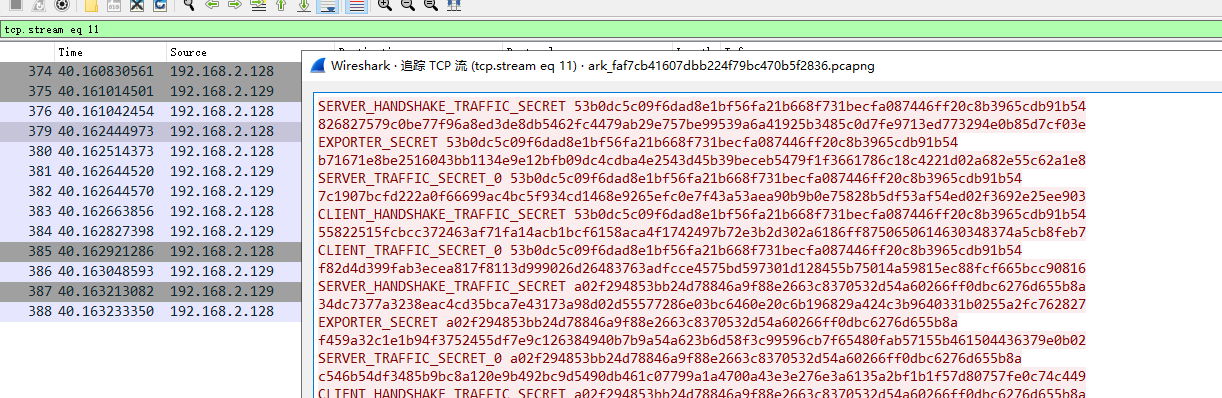 tcp.stream eq 11
Time Source
374 40.160830561 192.168.2.128
375 40.161014501 192.168.2.129
376 40.161042454 192.168.2.128
379 40.162444973 192.168.2.128
380 40.162514373 192.168.2.128
381 40.162644520 192.168.2.129
382 40.162644570 192.168.2.129
383 40.162663856 192.168.2.128
384 40.162827398 192.168.2.129
385 40.162921286 192.168.2.128
386 40.163048593 192.168.2.129
387 40.163213082 192.168.2.129
388 40.163233350 192.168.2.128
Wireshark · 追踪 TCP 流 (tcp.stream eq 11) · ark_faf7cb41607dbb224f79bc470b5f2836.pcapng
SERVER_HANDSHAKE_TRAFFIC_SECRET 53b0dc5c09f6dad8e1bf56fa21b668f731becfa087446ff20c8b3965cdb91b54
826827579c0be77f96a8ed3de8db5462fc4479ab29e757be99539a6a41925b3485c0d7fe9713ed773294e0b85d7cf03e
EXPORTER_SECRET 53b0dc5c09f6dad8e1bf56fa21b668f731becfa087446ff20c8b3965cdb91b54
b71671e8be2516043bb1134e9e12bfb09dc4cdba4e2543d45b39beceb5479f1f3661786c18c4221d02a682e55c62a1e8
SERVER_TRAFFIC_SECRET_0 53b0dc5c09f6dad8e1bf56fa21b668f731becfa087446ff20c8b3965cdb91b54
7c1907bcfd222a0f66699ac4bc5f934cd1468e9265efc0e7f43a53aea90b9b0e75828b5df53af54ed02f3692e25ee903
CLIENT_HANDSHAKE_TRAFFIC_SECRET 53b0dc5c09f6dad8e1bf56fa21b668f731becfa087446ff20c8b3965cdb91b54
55822515fcbcc372463af71fa14acb1bcf6158aca4f1742497b72e3b2d302a6186ff8750650614630348374a5cb8feb7
CLIENT_TRAFFIC_SECRET_0 53b0dc5c09f6dad8e1bf56fa21b668f731becfa087446ff20c8b3965cdb91b54
f82d4d399fab3ecea817f8113d999026d26483763adfcce4575bd597301d128455b75014a59815ec88fcf665bcc90816
SERVER_HANDSHAKE_TRAFFIC_SECRET a02f294853bb24d78846a9f88e2663c8370532d54a60266ff0dbc6276d655b8a
34dc7377a3238eac4cd35bca7e43173a98d02d55577286e03bc6460e20c6b196829a424c3b9640331b0255a2fc762827
EXPORTER_SECRET a02f294853bb24d78846a9f88e2663c8370532d54a60266ff0dbc6276d655b8a
f459a32c1e1b94f3752455df7e9c126384940b7b9a54a623b6d58f3c99596cb7f65480fab57155b461504436379e0b02
SERVER_TRAFFIC_SECRET_0 a02f294853bb24d78846a9f88e2663c8370532d54a60266ff0dbc6276d655b8a
c546b54df3485b9bc8a120e9b492bc9d5490db461c07799a1a4700a43e3e276e3a6135a2bf1b1f57d80757fe0c74c449
CLIENT_HANDSHAKE_TRAFFIC_SECRET a02f294853bb24d78846a9f88e2663c8370532d54a60266ff0dbc6276d655b8a